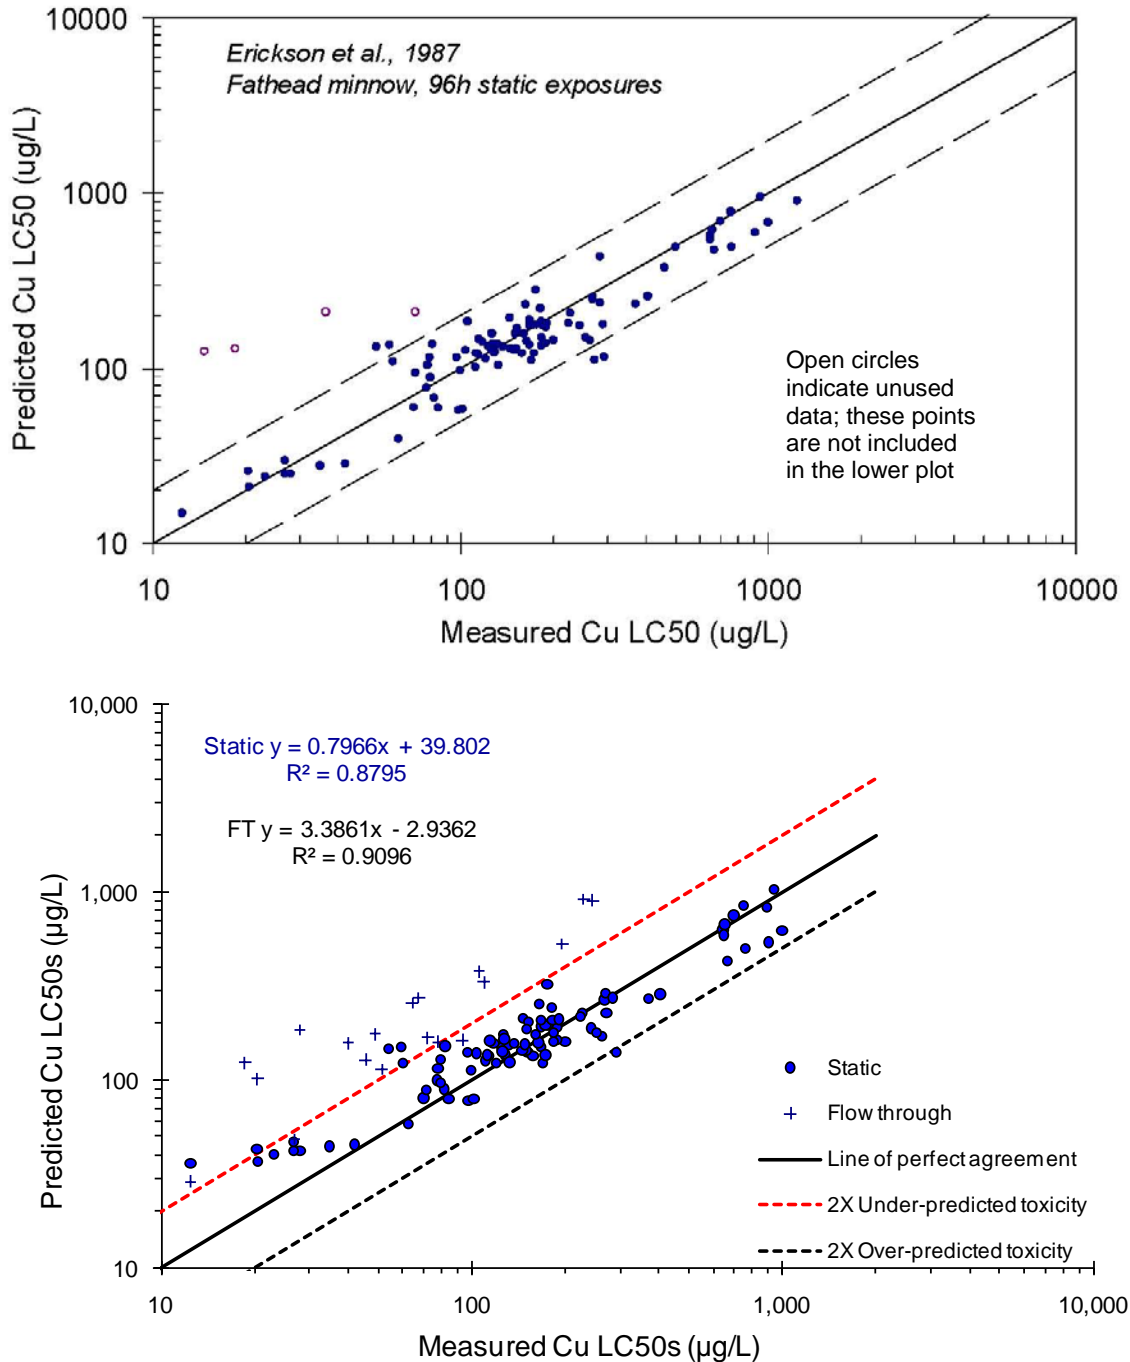 10000
Erickson et al., 1987
Fathead minnow, 96h static exposures
1000
100
10
Predicted Cu LC50 (ug/L)
Open circles
indicate unused
data; these points
are not included
in the lower plot
10 100 1000 10000
Measured Cu LC50 (ug/L)
10,000
Static y = 0.7966x + 39.802
R² = 0.8795
FT y = 3.3861x - 2.9362
R² = 0.9096
1,000
100
10
Predicted Cu LC50s (µg/L)
Static
Flow through
Line of perfect agreement
2X Under-predicted toxicity
2X Over-predicted toxicity
10 100 1,000 10,000
Measured Cu LC50s (µg/L)